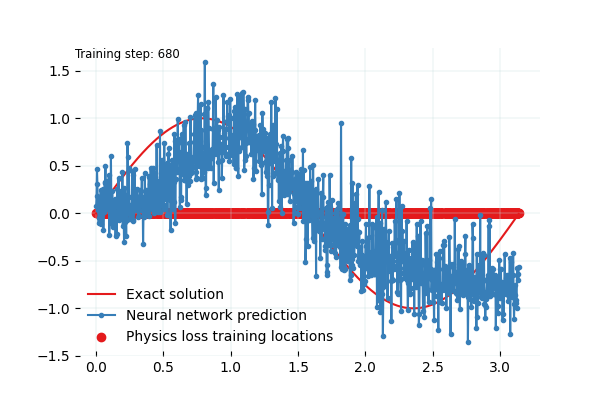 Training step: 680
1.5
1.0
0.5
0.0
−0.5
−1.0
−1.5
Exact solution
Neural network prediction
Physics loss training locations
0.0 0.5 1.0 1.5 2.0 2.5 3.0